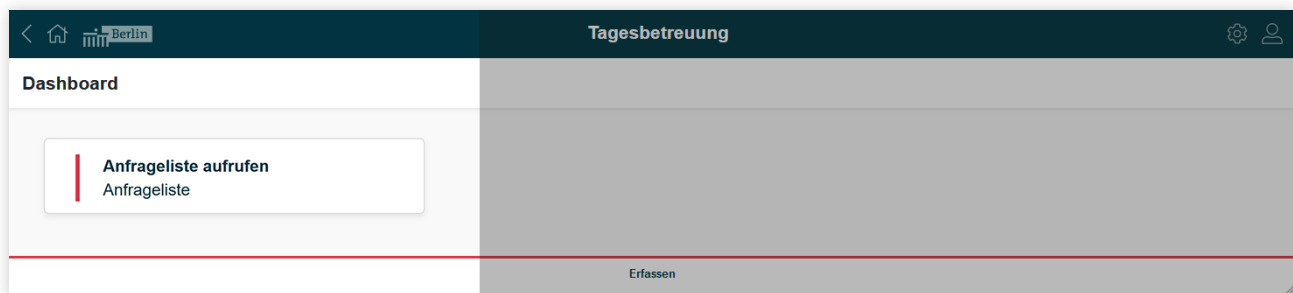 Berlin
Tagesbetreuung
Dashboard
Anfrageliste aufrufen
Anfrageliste
Erfassen